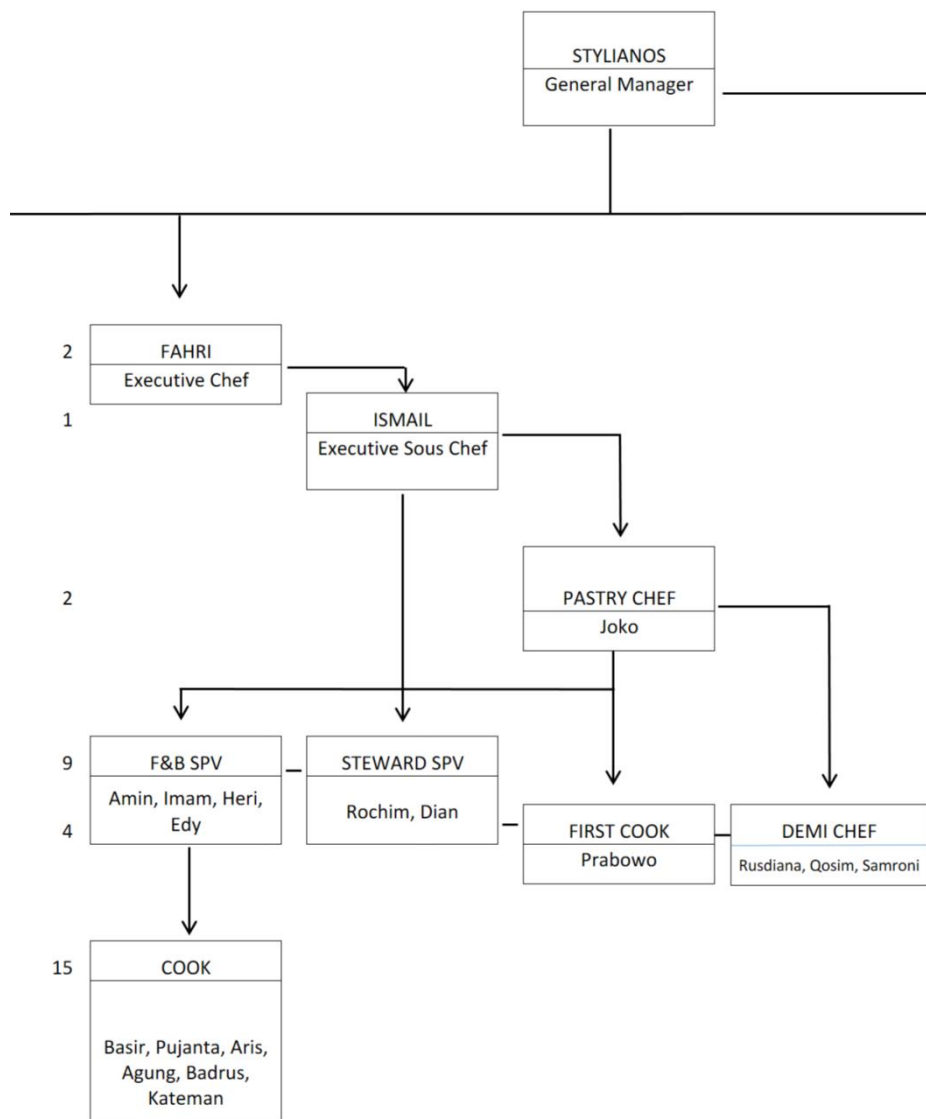 STYLIANOS
General Manager
2
FAHRI
Executive Chef
1
ISMAIL
Executive Sous Chef
2
PASTRY CHEF
Joko
9
F&B SPV
Amin, Imam, Heri,
Edy
STEWARD SPV
Rochim, Dian
4
FIRST COOK
Prabowo
DEMI CHEF
Rusdiana, Qosim, Samroni
15
COOK
Basir, Pujanta, Aris,
Agung, Badrus,
Kateman